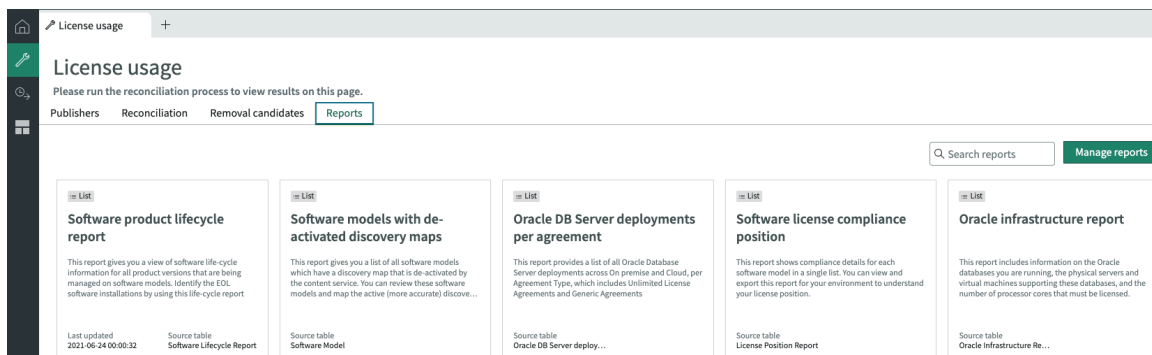 License usage
License usage
Please run the reconciliation process to view results on this page.
Publishers Reconciliation Removal candidates Reports
Search reports Manage reports
List
Software product lifecycle
report
This report gives you a view of software life-cycle
information for all product versions that are being
managed on software models. Identify the EOL
software installations by using this life-cycle report
Last updated Source table
2021-06-24 00:00:32 Software Lifecycle Report
List
Software models with de-
activated discovery maps
This report gives you a list of all software models
which have a discovery map that is de-activated by
the content service. You can review these software
models and map the active (more accurate) discove...
Source table
Software Model
List
Oracle DB Server deployments
per agreement
This report provides a list of all Oracle Database
Server deployments across On premise and Cloud, per
Agreement Type, which includes Unlimited License
Agreements and Generic Agreements
Source table
Oracle DB Server deploy...
List
Software license compliance
position
This report shows compliance details for each
software model in a single list. You can view and
export this report for your environment to understand
your license position.
Source table
License Position Report
List
Oracle infrastructure report
This report includes information on the Oracle
databases you are running, the physical servers and
virtual machines supporting these databases, and the
number of processor cores that must be licensed.
Source table
Oracle Infrastructure Re...